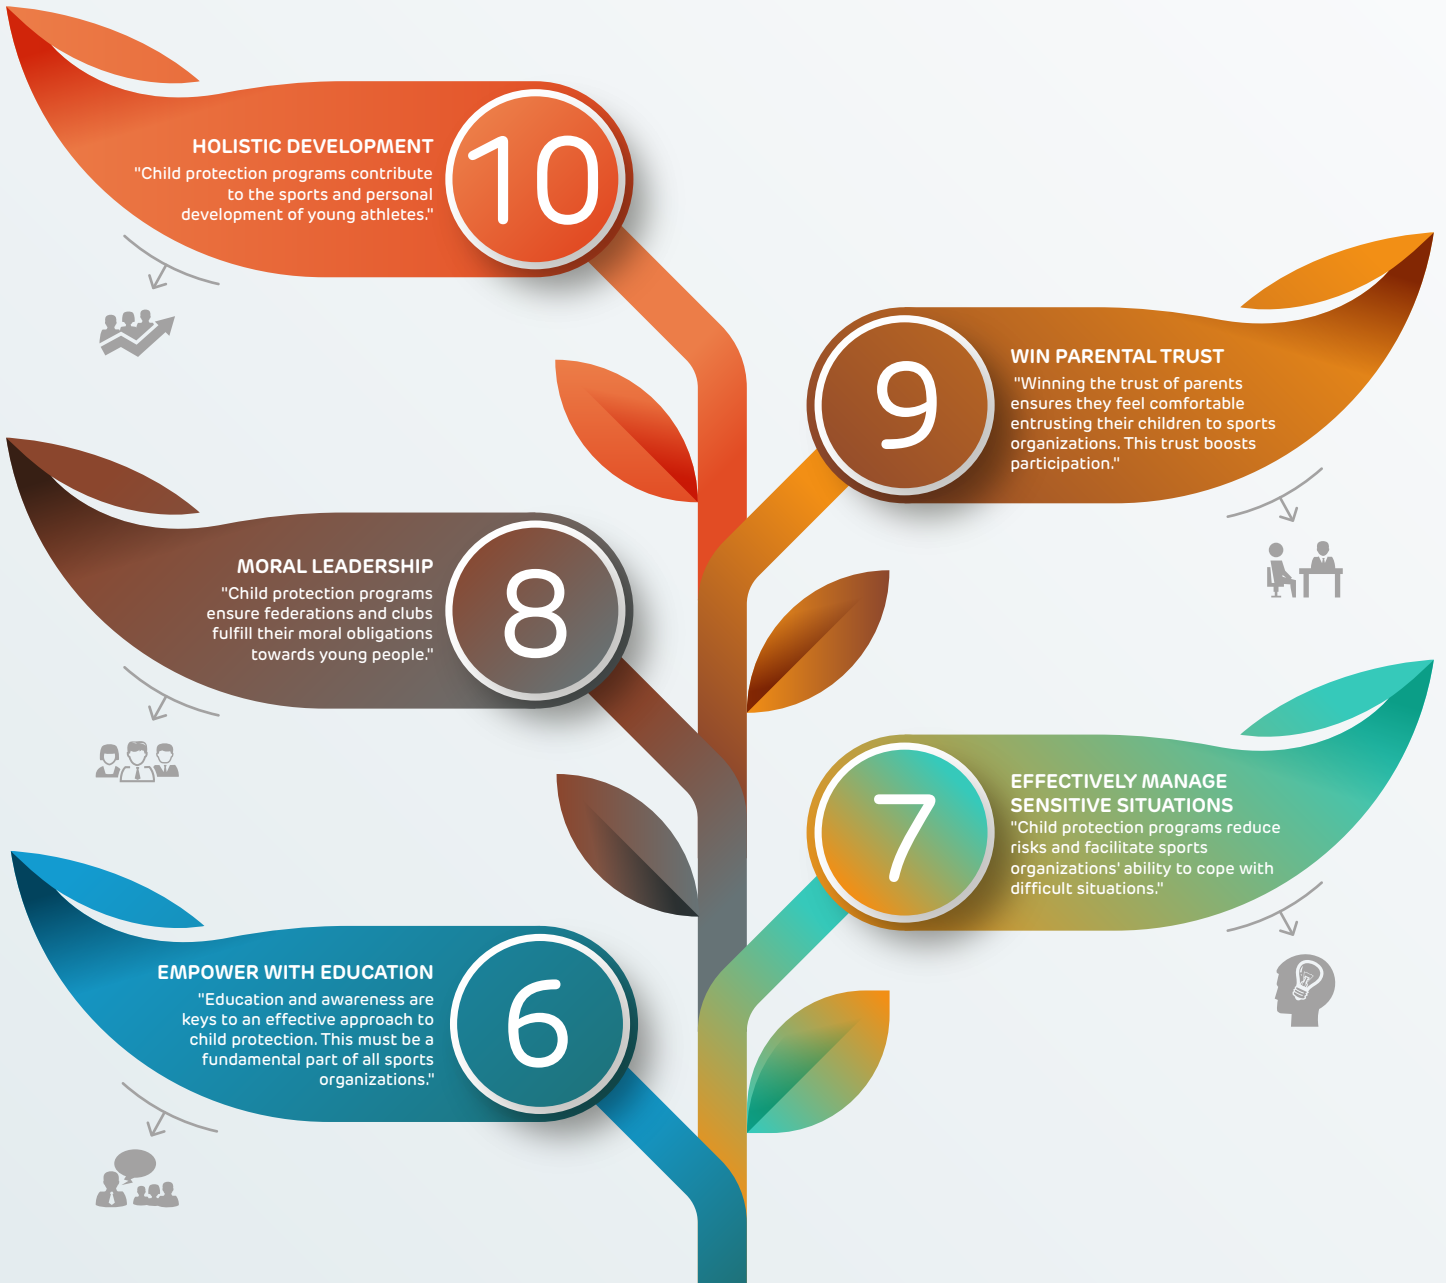 10
HOLISTIC DEVELOPMENT
"Child protection programs contribute
to the sports and personal
development of young athletes."
9
WIN PARENTAL TRUST
"Winning the trust of parents
ensures they feel comfortable
entrusting their children to sports
organizations. This trust boosts
participation."
8
MORAL LEADERSHIP
"Child protection programs
ensure federations and clubs
fulfill their moral obligations
towards young people."
7
EFFECTIVELY MANAGE
SENSITIVE SITUATIONS
"Child protection programs reduce
risks and facilitate sports
organizations' ability to cope with
difficult situations."
6
EMPOWER WITH EDUCATION
"Education and awareness are
keys to an effective approach to
child protection. This must be a
fundamental part of all sports
organizations."